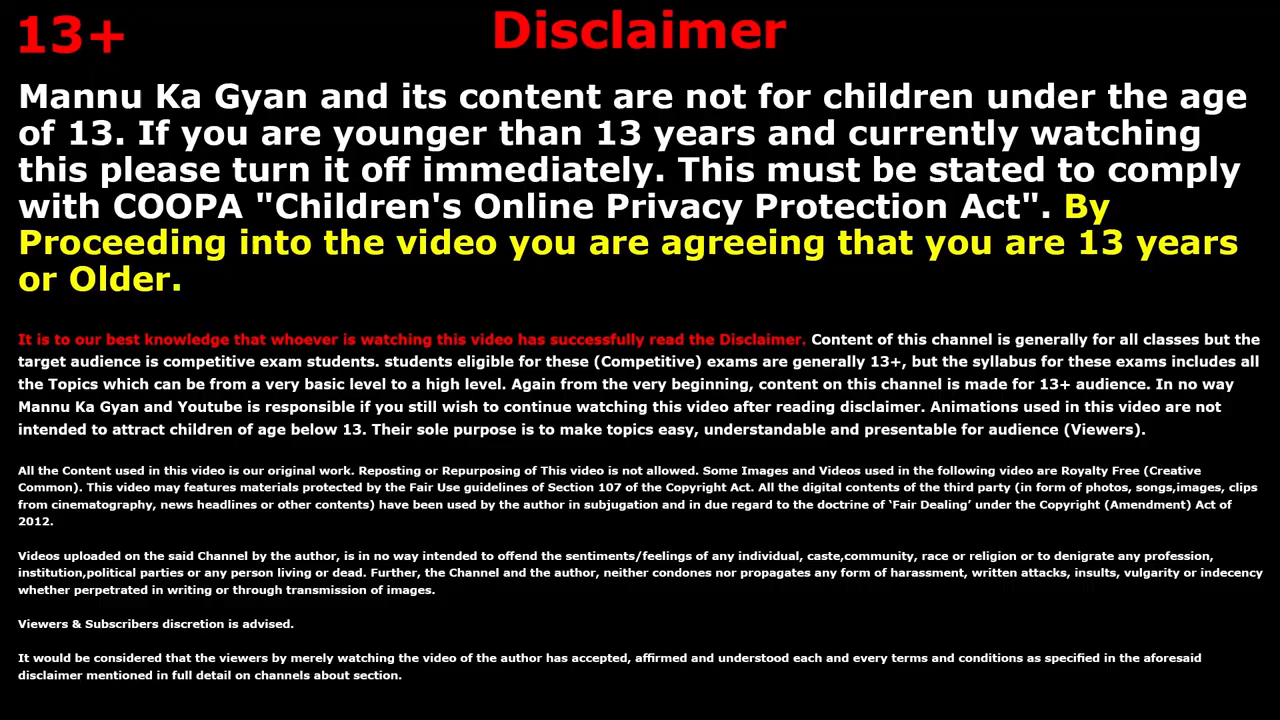 13+
Disclaimer
Mannu Ka Gyan and its content are not for children under the age
of 13. If you are younger than 13 years and currently watching
this please turn it off immediately. This must be stated to comply
with COOPA "Children's Online Privacy Protection Act". By
Proceeding into the video you are agreeing that you are 13 years
or Older.
It is to our best knowledge that whoever is watching this video has successfully read the Disclaimer. Content of this channel is generally for all classes but the
target audience is competitive exam students. students eligible for these (Competitive) exams are generally 13+, but the syllabus for these exams includes all
the Topics which can be from a very basic level to a high level. Again from the very beginning, content on this channel is made for 13+ audience. In no way
Mannu Ka Gyan and Youtube is responsible if you still wish to continue watching this video after reading disclaimer. Animations used in this video are not
intended to attract children of age below 13. Their sole purpose is to make topics easy, understandable and presentable for audience (Viewers).
All the Content used in this video is our original work. Reposting or Repurposing of This video is not allowed. Some Images and Videos used in the following video are Royalty Free (Creative
Common). This video may features materials protected by the Fair Use guidelines of Section 107 of the Copyright Act. All the digital contents of the third party (in form of photos, songs,images, clips
from cinematography, news headlines or other contents) have been used by the author in subjugation and in due regard to the doctrine of ‘Fair Dealing’ under the Copyright (Amendment) Act of
2012.
Videos uploaded on the said Channel by the author, is in no way intended to offend the sentiments/feelings of any individual, caste,community, race or religion or to denigrate any profession,
institution,political parties or any person living or dead. Further, the Channel and the author, neither condones nor propagates any form of harassment, written attacks, insults, vulgarity or indecency
whether perpetrated in writing or through transmission of images.
Viewers & Subscribers discretion is advised.
It would be considered that the viewers by merely watching the video of the author has accepted, affirmed and understood each and every terms and conditions as specified in the aforesaid
disclaimer mentioned in full detail on channels about section.